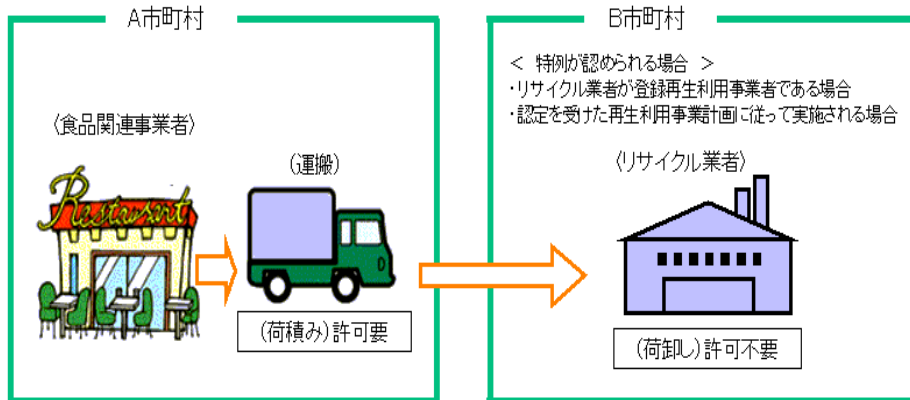 A市町村
〈食品関連事業者〉
Restaurant
(運搬)
(荷積み)許可要
B市町村
< 特例が認められる場合 >
・リサイクル業者が登録再生利用事業者である場合
・認定を受けた再生利用事業計画に従って実施される場合
〈リサイクル業者〉
(荷卸し)許可不要